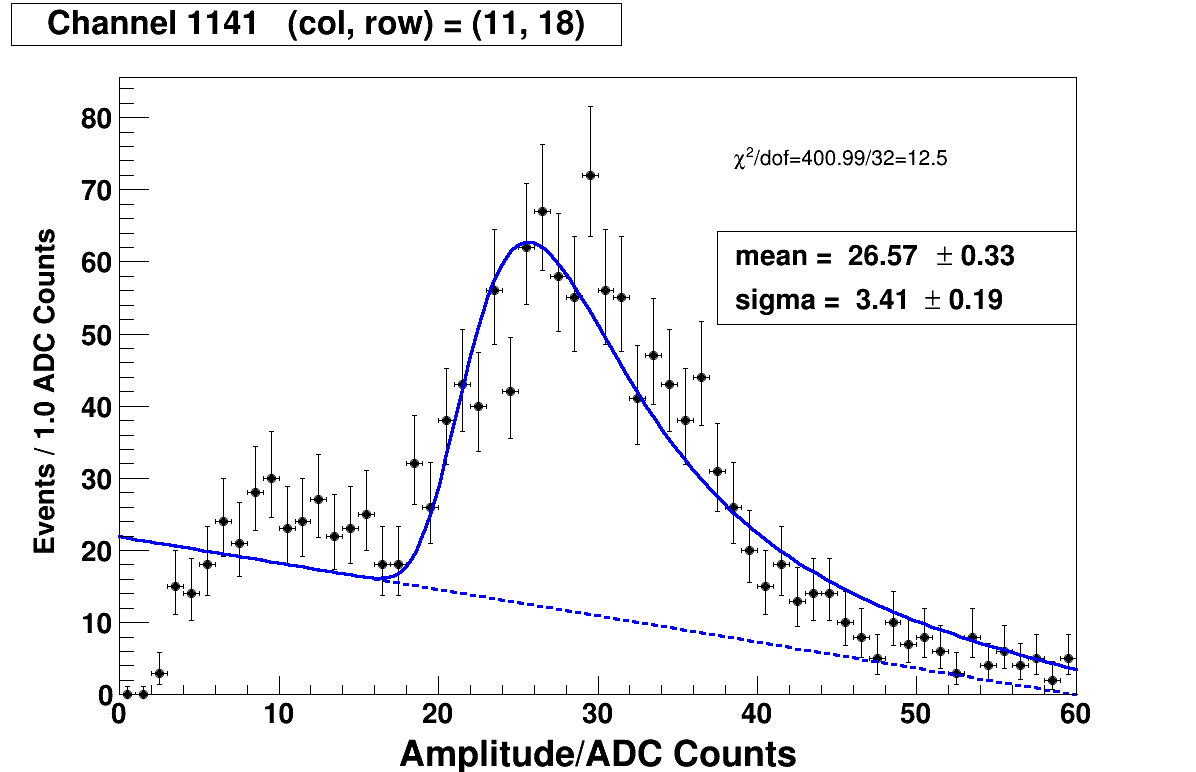 Channel 1141 (col, row) = (11, 18)
χ²/dof=400.99/32=12.5
mean = 26.57 ± 0.33
sigma = 3.41 ± 0.19
Events / 1.0 ADC Counts
80
70
60
50
40
30
20
10
0
0 10 20 30 40 50 60
Amplitude/ADC Counts